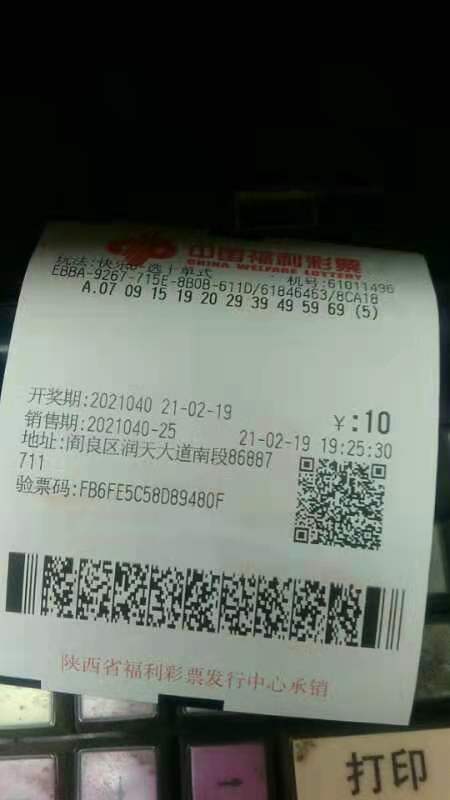 中国福利彩票
CHINA WELFARE LOTTERY
玩法:快乐8-选十单式 机号:61011496
EBBA-9267-715E-8B0B-611D/61846463/8CA18
A.07 09 15 19 20 29 39 49 59 69 (5)
开奖期:2021040 21-02-19 ￥:10
销售期:2021040-25 21-02-19 19:25:30
地址:阎良区润天大道南段86887
711
验票码:FB6FE5C58D89480F
陕西省福利彩票发行中心承销
打印